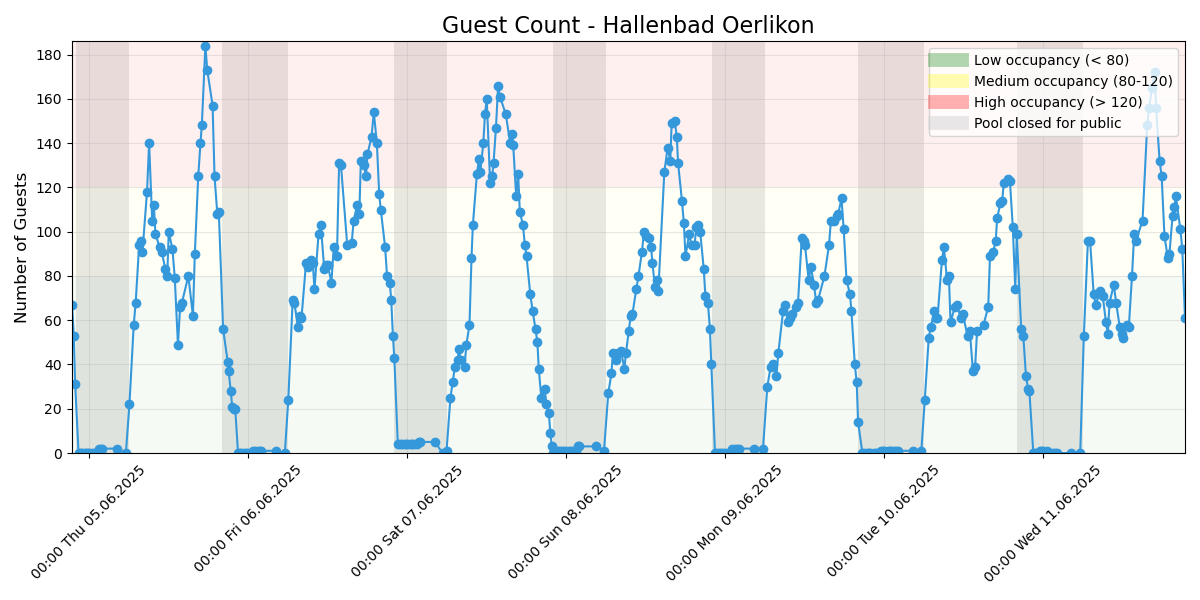 Guest Count - Hallenbad Oerlikon
Number of Guests
180
160
140
120
100
80
60
40
20
0
Low occupancy (< 80)
Medium occupancy (80-120)
High occupancy (> 120)
Pool closed for public
00:00 Thu 05.06.2025
00:00 Fri 06.06.2025
00:00 Sat 07.06.2025
00:00 Sun 08.06.2025
00:00 Mon 09.06.2025
00:00 Tue 10.06.2025
00:00 Wed 11.06.2025